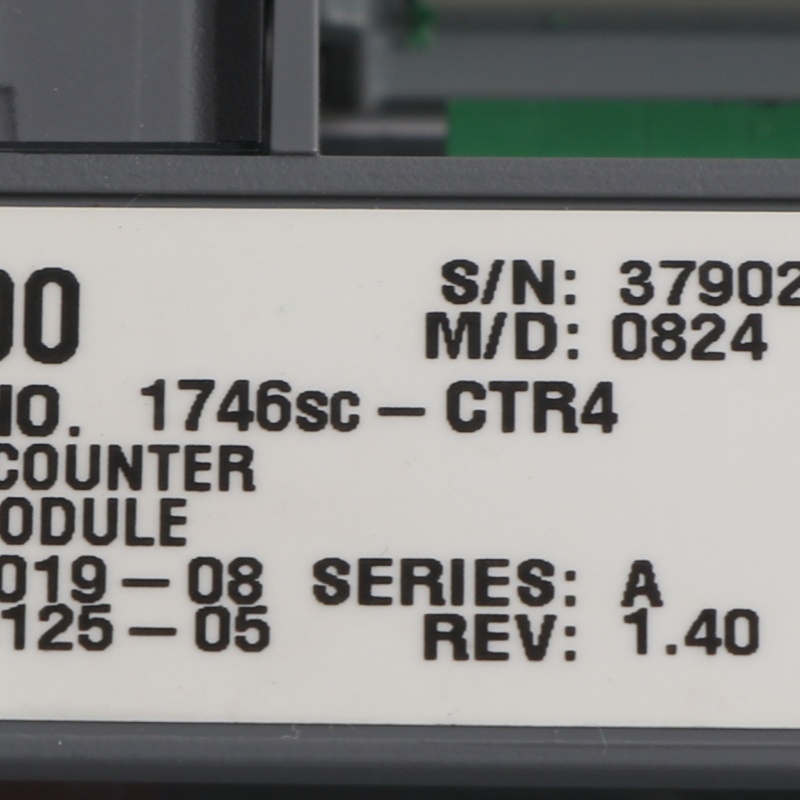 00
S/N: 37902
M/D: 0824
NO. 1746sc – CTR4
COUNTER
ODULE
019 – 08 SERIES: A
125 – 05 REV: 1.40